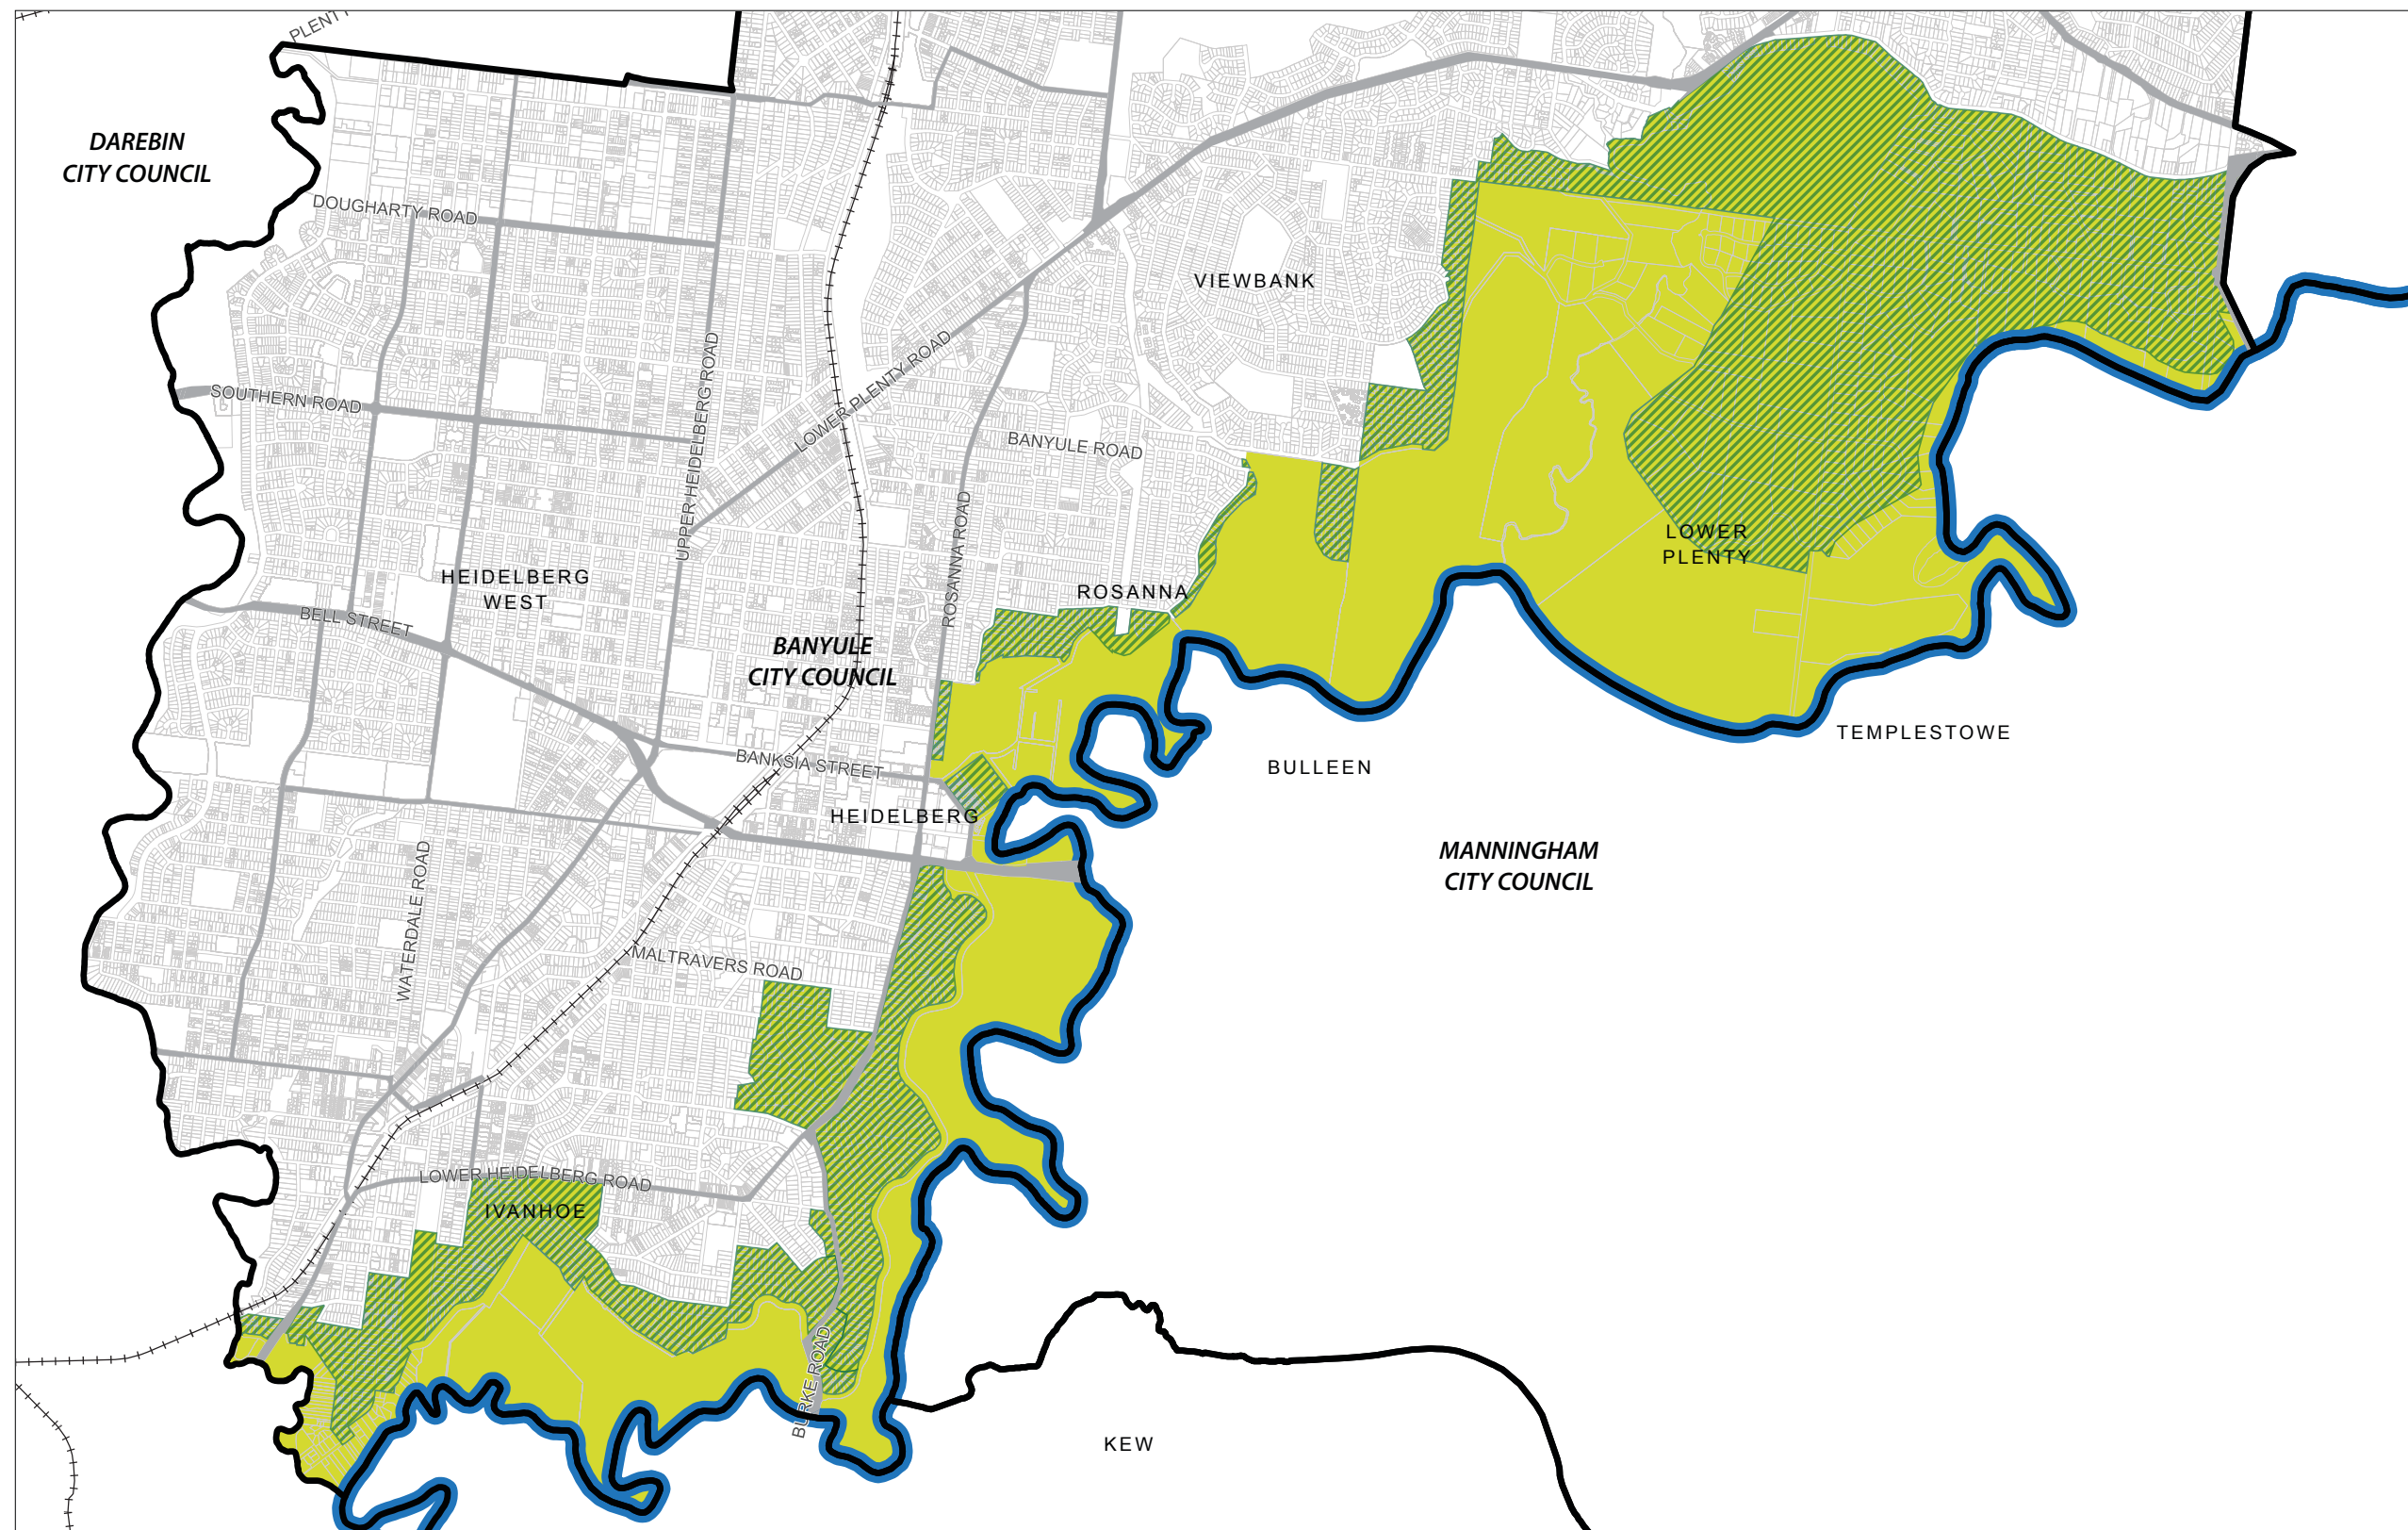 PLENTY
DAREBIN
CITY COUNCIL
DOUGHARTY ROAD
VIEWBANK
SOUTHERN ROAD
UPPER HEIDELBERG ROAD
LOWER PLENTY ROAD
BANYULE ROAD
ROSANNA ROAD
LOWER
PLENTY
HEIDELBERG
WEST
ROSANNA
BELL STREET
BANYULE
CITY COUNCIL
TEMPLESTOWE
BANKSIA STREET
BULLEEN
HEIDELBERG
MANNINGHAM
CITY COUNCIL
WATERDALE ROAD
MALTRAVERS ROAD
LOWER HEIDELBERG ROAD
IVANHOE
BURKE ROAD
KEW